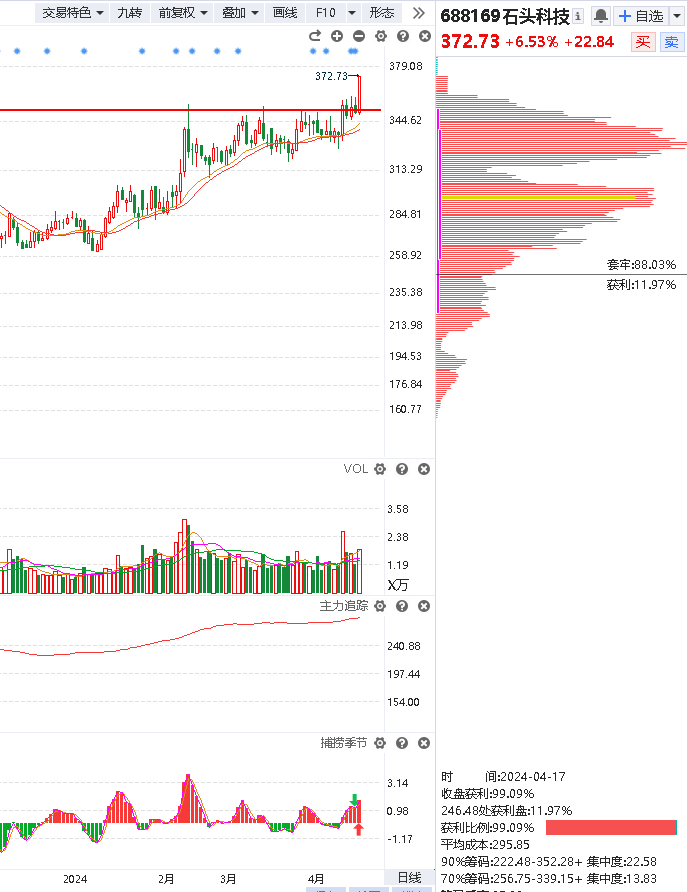 交易特色 九转 前复权 叠加 画线 F10 形态
688169石头科技 自选
372.73 +6.53% +22.84 买 卖
379.08
372.73
344.62
313.29
284.81
258.92
套牢:88.03%
获利:11.97%
235.38
213.98
194.53
176.84
160.77
VOL
3.58
2.38
1.19
X万
主力追踪
240.88
197.44
154.00
捕捞季节
3.14
0.98
-1.17
时 间:2024-04-17
收盘获利:99.09%
246.48处获利盘:11.97%
获利比例:99.09%
平均成本:295.85
90%筹码:222.48-352.28+ 集中度:22.58
70%筹码:256.75-339.15+ 集中度:13.83
2024 2月 3月 4月 日线